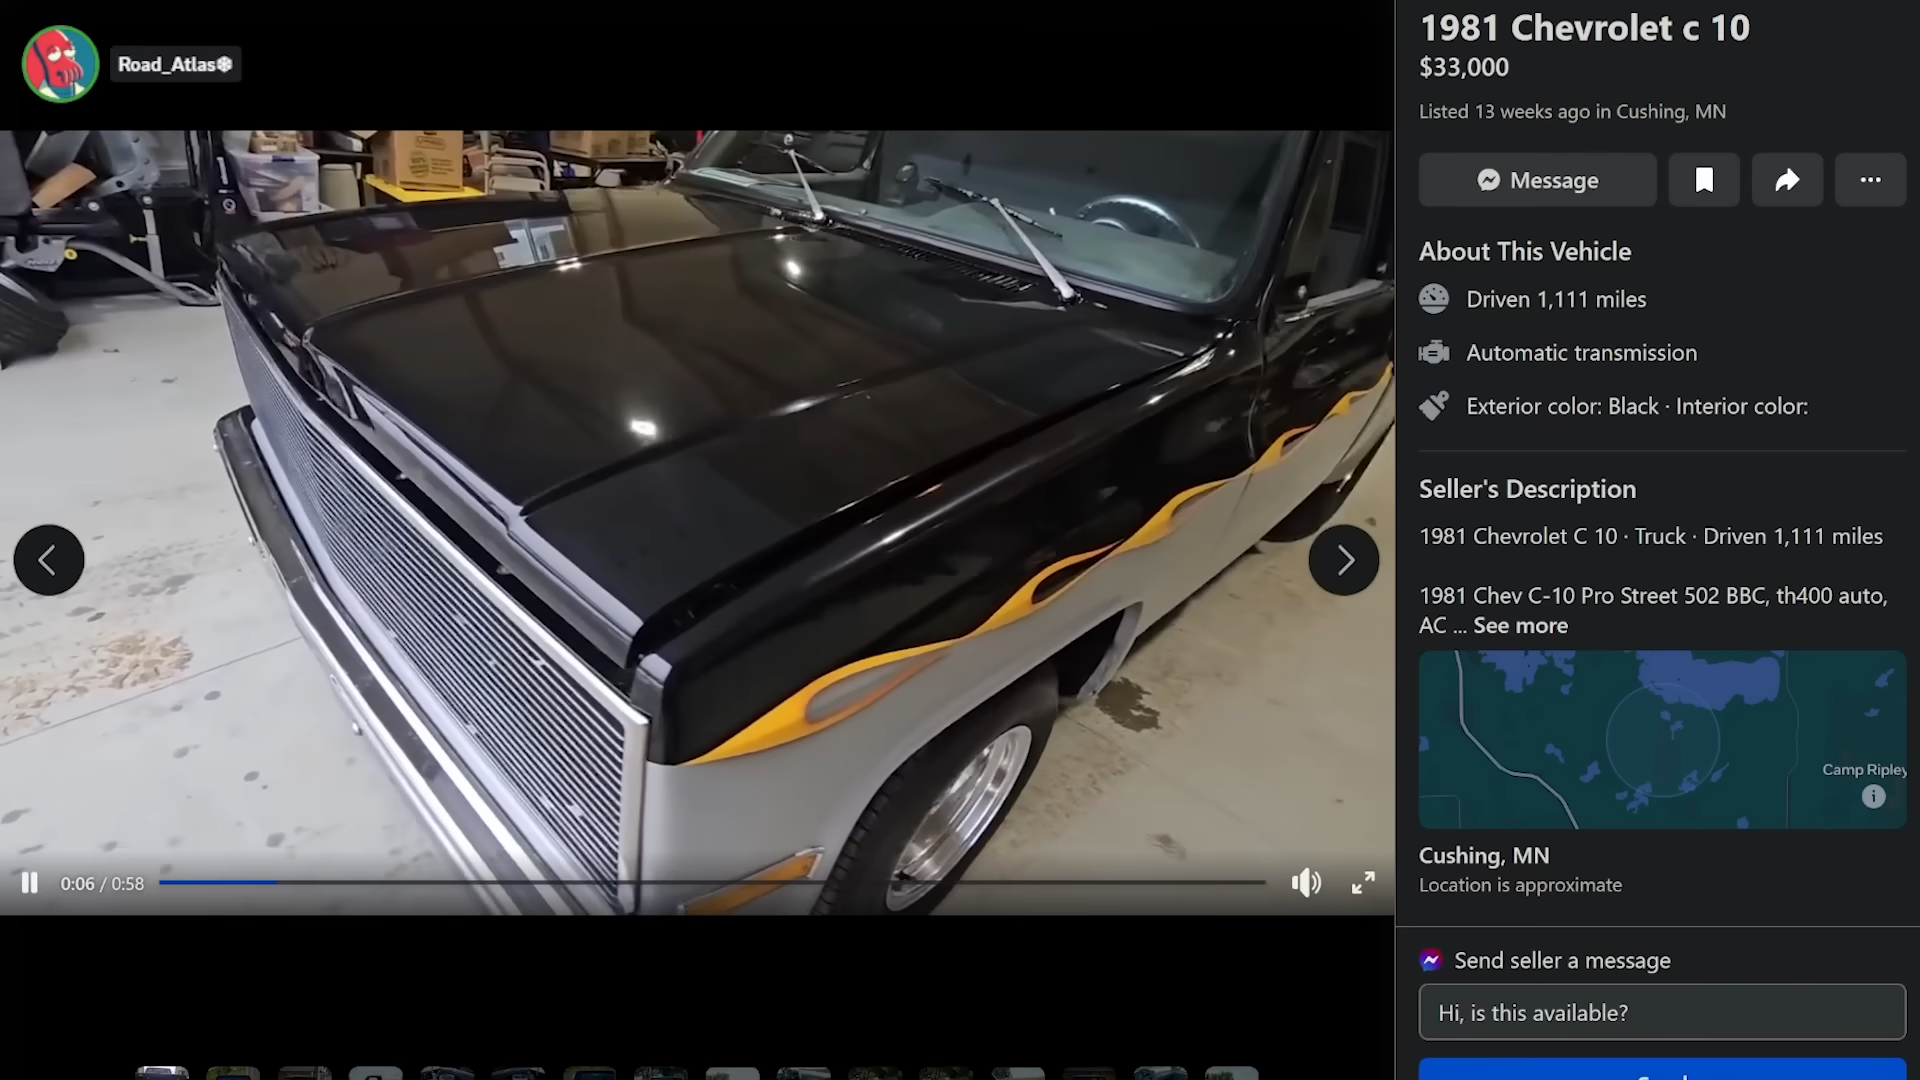 Road_Atlas
1981 Chevrolet c 10
$33,000
Listed 13 weeks ago in Cushing, MN
Message
About This Vehicle
Driven 1,111 miles
Automatic transmission
Exterior color: Black · Interior color:
Seller's Description
1981 Chevrolet C 10 · Truck · Driven 1,111 miles
1981 Chev C-10 Pro Street 502 BBC, th400 auto,
AC ... See more
Camp Ripley
Cushing, MN
Location is approximate
0:06 / 0:58
Send seller a message
Hi, is this available?